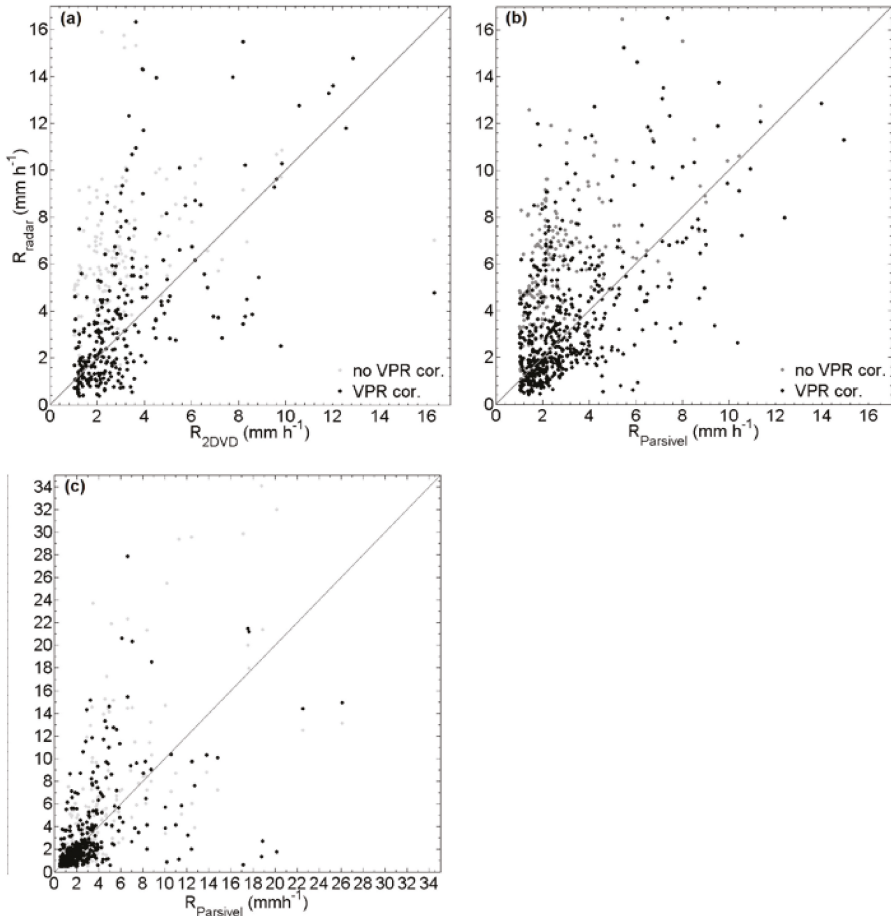 (a)
16
14
12
10
8
6
4
2
0
R_radar (mm h⁻¹)
0 2 4 6 8 10 12 14 16
R_2DVD (mm h⁻¹)
no VPR cor.
VPR cor.
(b)
16
14
12
10
8
6
4
2
0
0 2 4 6 8 10 12 14 16
R_Parsivel (mm h⁻¹)
no VPR cor.
VPR cor.
(c)
34
32
30
28
26
24
22
20
18
16
14
12
10
8
6
4
2
0
0 2 4 6 8 10 12 14 16 18 20 22 24 26 28 30 32 34
R_Parsivel (mmh⁻¹)